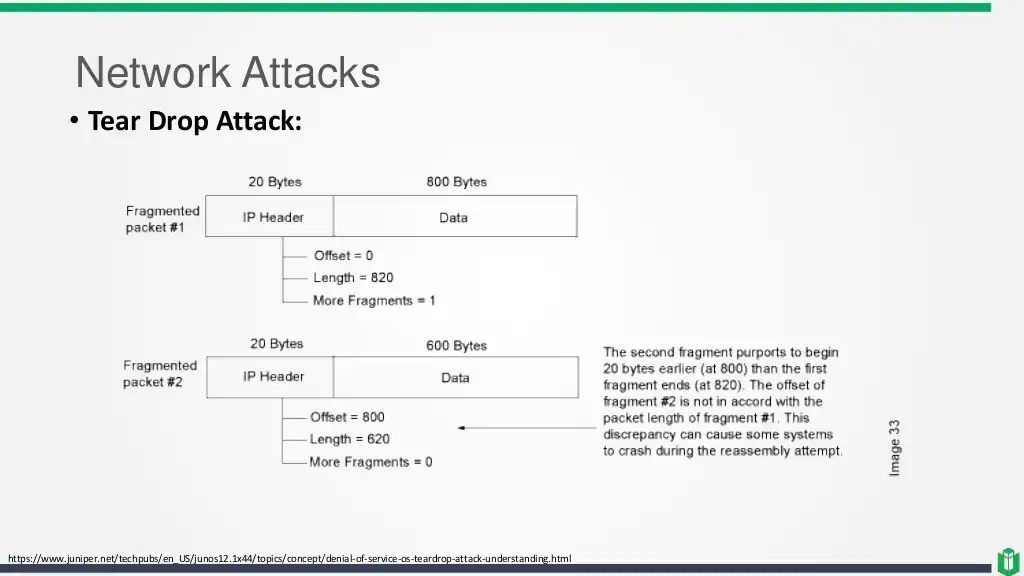 Network Attacks
• Tear Drop Attack:
20 Bytes 800 Bytes
Fragmented
packet #1
IP Header Data
Offset = 0
Length = 820
More Fragments = 1
20 Bytes 600 Bytes
Fragmented
packet #2
IP Header Data
Offset = 800
Length = 620
More Fragments = 0
The second fragment purports to begin
20 bytes earlier (at 800) than the first
fragment ends (at 820). The offset of
fragment #2 is not in accord with the
packet length of fragment #1. This
discrepancy can cause some systems
to crash during the reassembly attempt.
Image 33
https://www.juniper.net/techpubs/en_US/junos12.1x44/topics/concept/denial-of-service-os-teardrop-attack-understanding.html